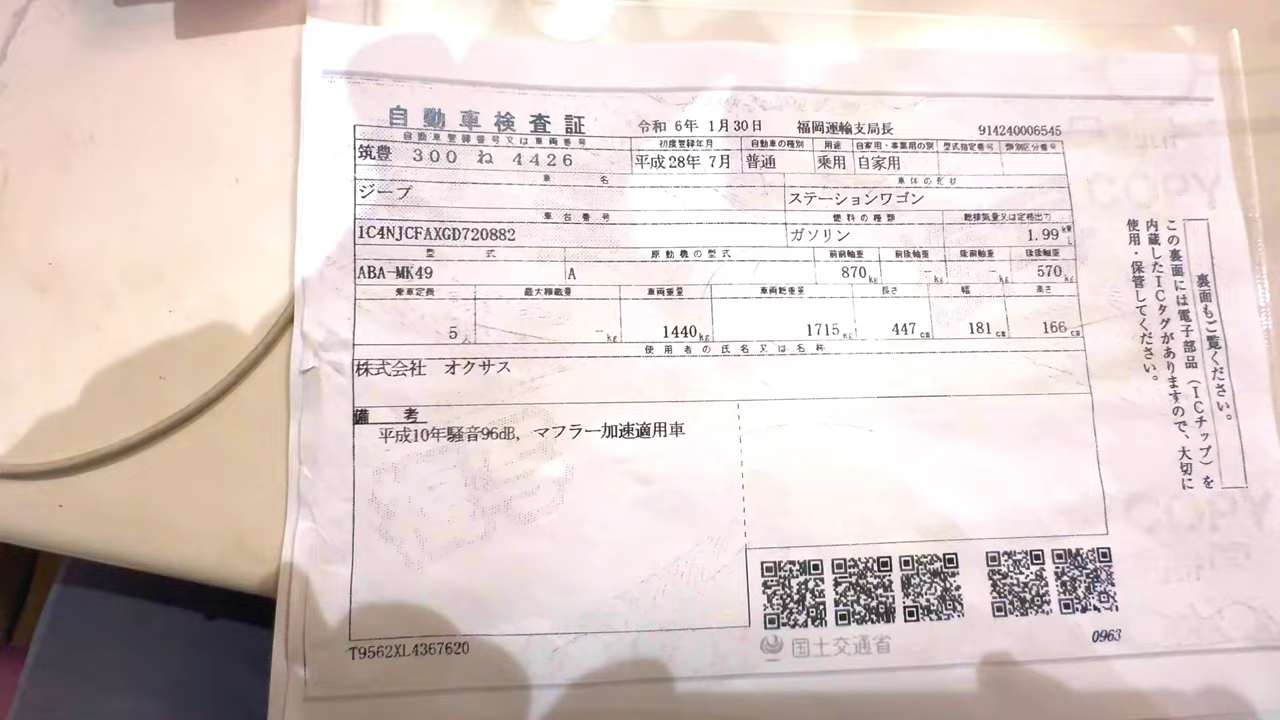 自動車検査証
令和 6年 1月30日 福岡運輸支局長 914240006545
自動車登録番号又は車両番号 初度登録年月 自動車の種別 用途 自家用・事業用の別 型式指定番号 類別区分番号
筑豊 300 ね 4426 平成28年 7月 普通 乗用 自家用
車名 車体の形状
ジープ ステーションワゴン
車台番号 燃料の種類 総排気量又は定格出力
1C4NJCFAXGD720882 ガソリン 1.99 kW L
型式 原動機の型式 前前軸重 前後軸重 後前軸重 後後軸重
ABA-MK49 A 870 kg - kg - kg 570 kg
乗車定員 最大積載量 車両重量 車両総重量 長さ 幅 高さ
5人 - kg 1440 kg 1715 kg 447 cm 181 cm 166 cm
使用者の氏名又は名称
株式会社 オクサス
備考
平成10年騒音96dB, マフラー加速適用車
T9562XL4367620
国土交通省
0963
裏面もご覧ください。
この裏面には電子部品(ICチップ)を
内蔵したICタグがありますので、大切に
使用・保管してください。